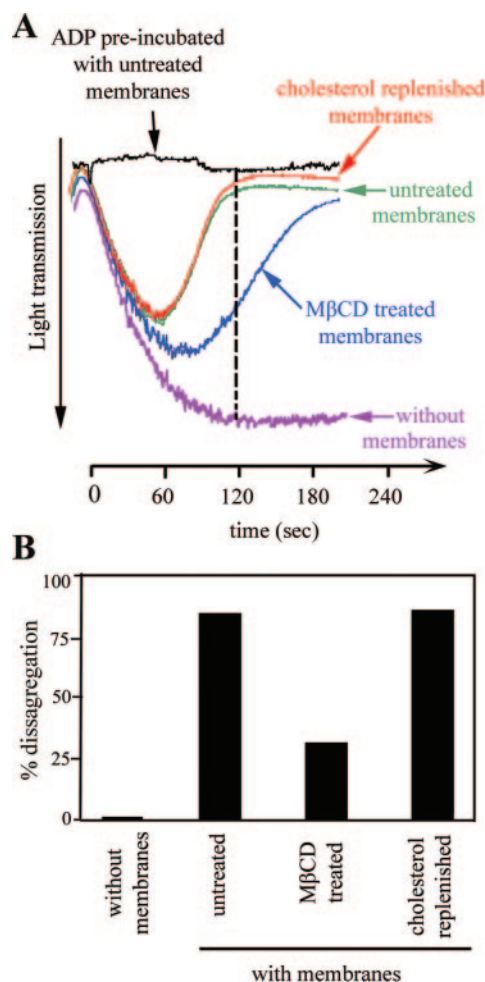 A
ADP pre-incubated
with untreated
membranes
cholesterol replenished
membranes
untreated
membranes
MβCD treated
membranes
without
membranes
Light transmission
0 60 120 180 240
time (sec)
B
% dissagregation
100
75
50
25
0
without
membranes
untreated
MβCD
treated
cholesterol
replenished
with membranes